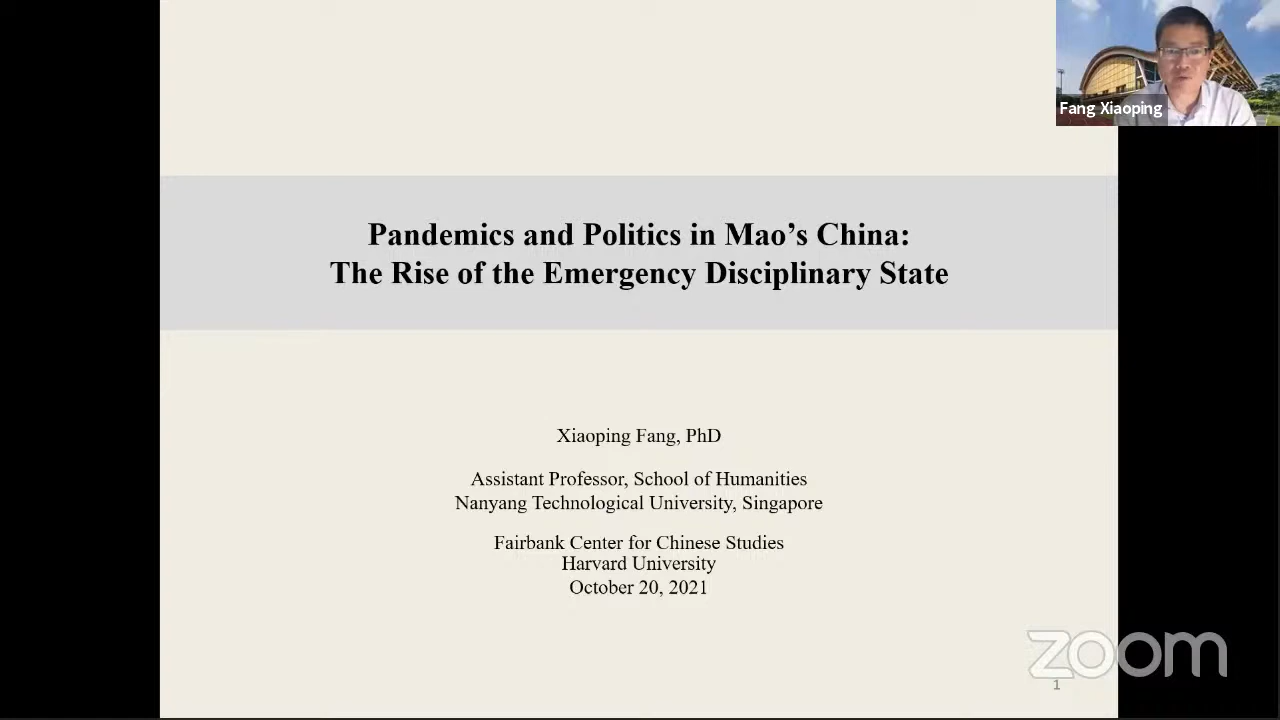 Fang Xiaoping
Pandemics and Politics in Mao’s China:
The Rise of the Emergency Disciplinary State
Xiaoping Fang, PhD
Assistant Professor, School of Humanities
Nanyang Technological University, Singapore
Fairbank Center for Chinese Studies
Harvard University
October 20, 2021
zoom
1